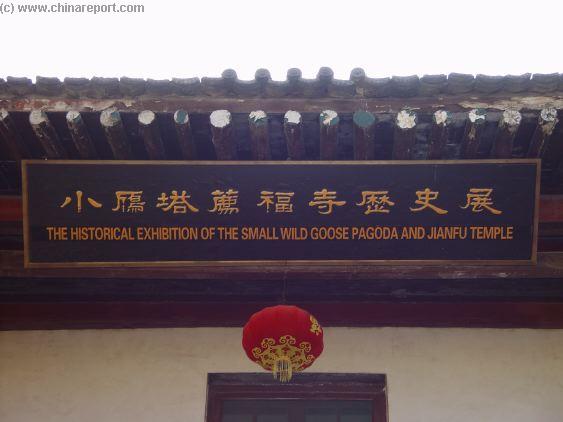 (c) www.chinareport.com
小鴈塔薦福寺歷史展
THE HISTORICAL EXHIBITION OF THE SMALL WILD GOOSE PAGODA AND JIANFU TEMPLE